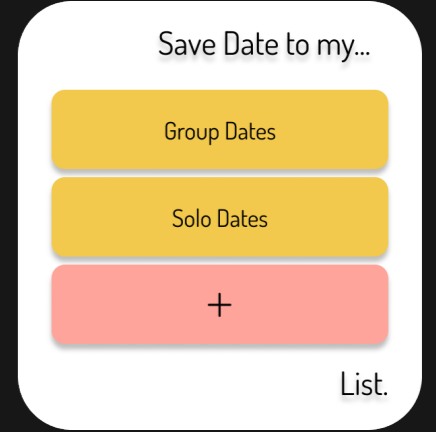 Save Date to my...
Group Dates
Solo Dates
+
List.